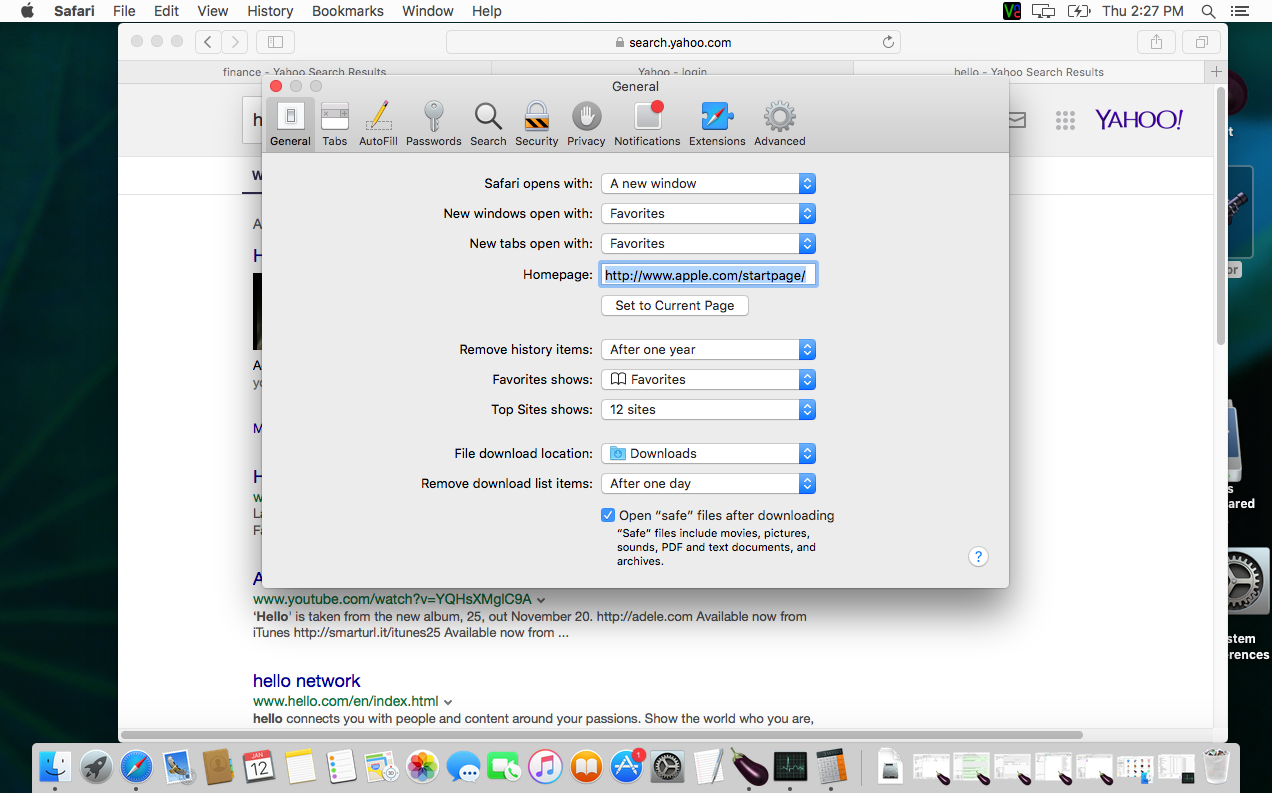 Safari File Edit View History Bookmarks Window Help
Thu 2:27 PM
search.yahoo.com
finance - Yahoo Search Results
Yahoo - login
hello - Yahoo Search Results
General
General Tabs AutoFill Passwords Search Security Privacy Notifications Extensions Advanced
YAHOO!
Safari opens with: A new window
New windows open with: Favorites
New tabs open with: Favorites
Homepage: http://www.apple.com/startpage/
Set to Current Page
Remove history items: After one year
Favorites shows: Favorites
Top Sites shows: 12 sites
File download location: Downloads
Remove download list items: After one day
Open “safe” files after downloading
“Safe” files include movies, pictures,
sounds, PDF and text documents, and
archives.
?
www.youtube.com/watch?v=YQHsXMglC9A
'Hello' is taken from the new album, 25, out November 20. http://adele.com Available now from
iTunes http://smarturl.it/itunes25 Available now from ...
hello network
www.hello.com/en/index.html
hello connects you with people and content around your passions. Show the world who you are,
JAN
12
1